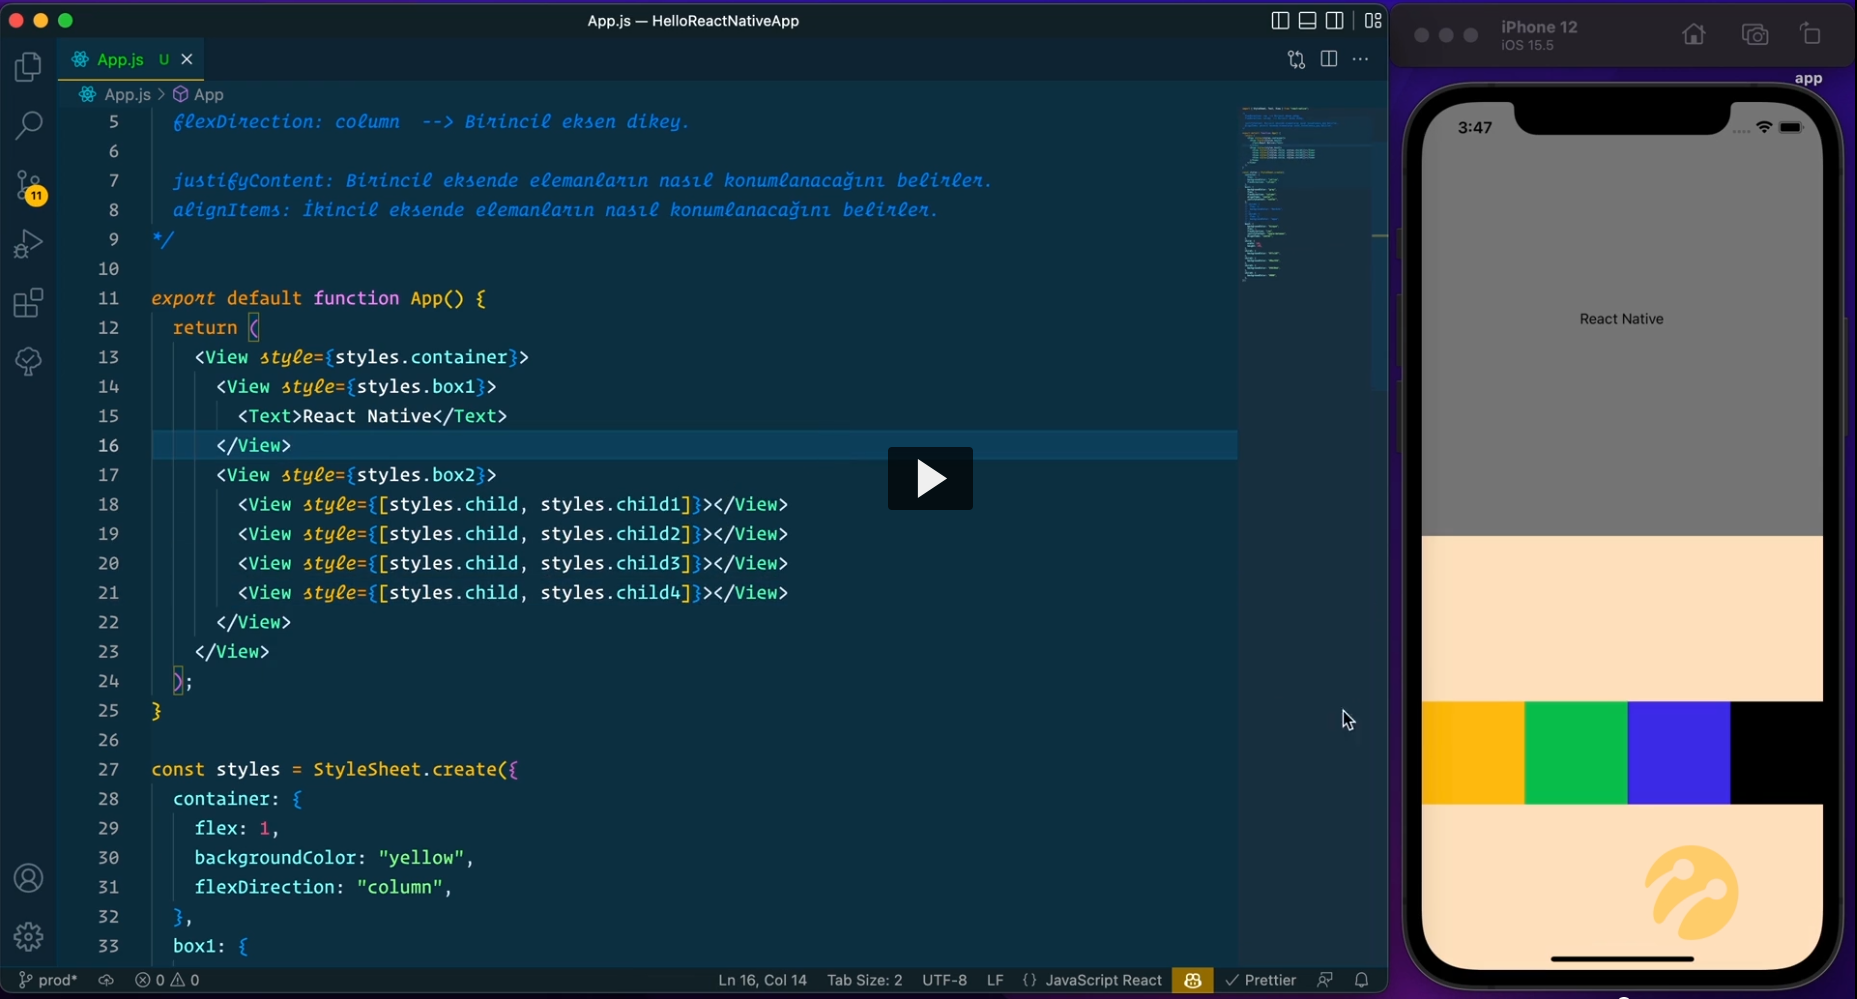 App.js — HelloReactNativeApp
App.js U
App.js > App
5 flexDirection: column --> Birincil eksen dikey.
6
7 justifyContent: Birincil eksende elemanların nasıl konumlanacağını belirler.
8 alignItems: İkincil eksende elemanların nasıl konumlanacağını belirler.
9 */
10
11 export default function App() {
12 return (
13 <View style={styles.container}>
14 <View style={styles.box1}>
15 <Text>React Native</Text>
16 </View>
17 <View style={styles.box2}>
18 <View style={[styles.child, styles.child1]}></View>
19 <View style={[styles.child, styles.child2]}></View>
20 <View style={[styles.child, styles.child3]}></View>
21 <View style={[styles.child, styles.child4]}></View>
22 </View>
23 </View>
24 );
25 }
26
27 const styles = StyleSheet.create({
28 container: {
29 flex: 1,
30 backgroundColor: "yellow",
31 flexDirection: "column",
32 },
33 box1: {
11
prod* 0 0 Ln 16, Col 14 Tab Size: 2 UTF-8 LF {} JavaScript React Prettier
iPhone 12
iOS 15.5
app
3:47
React Native